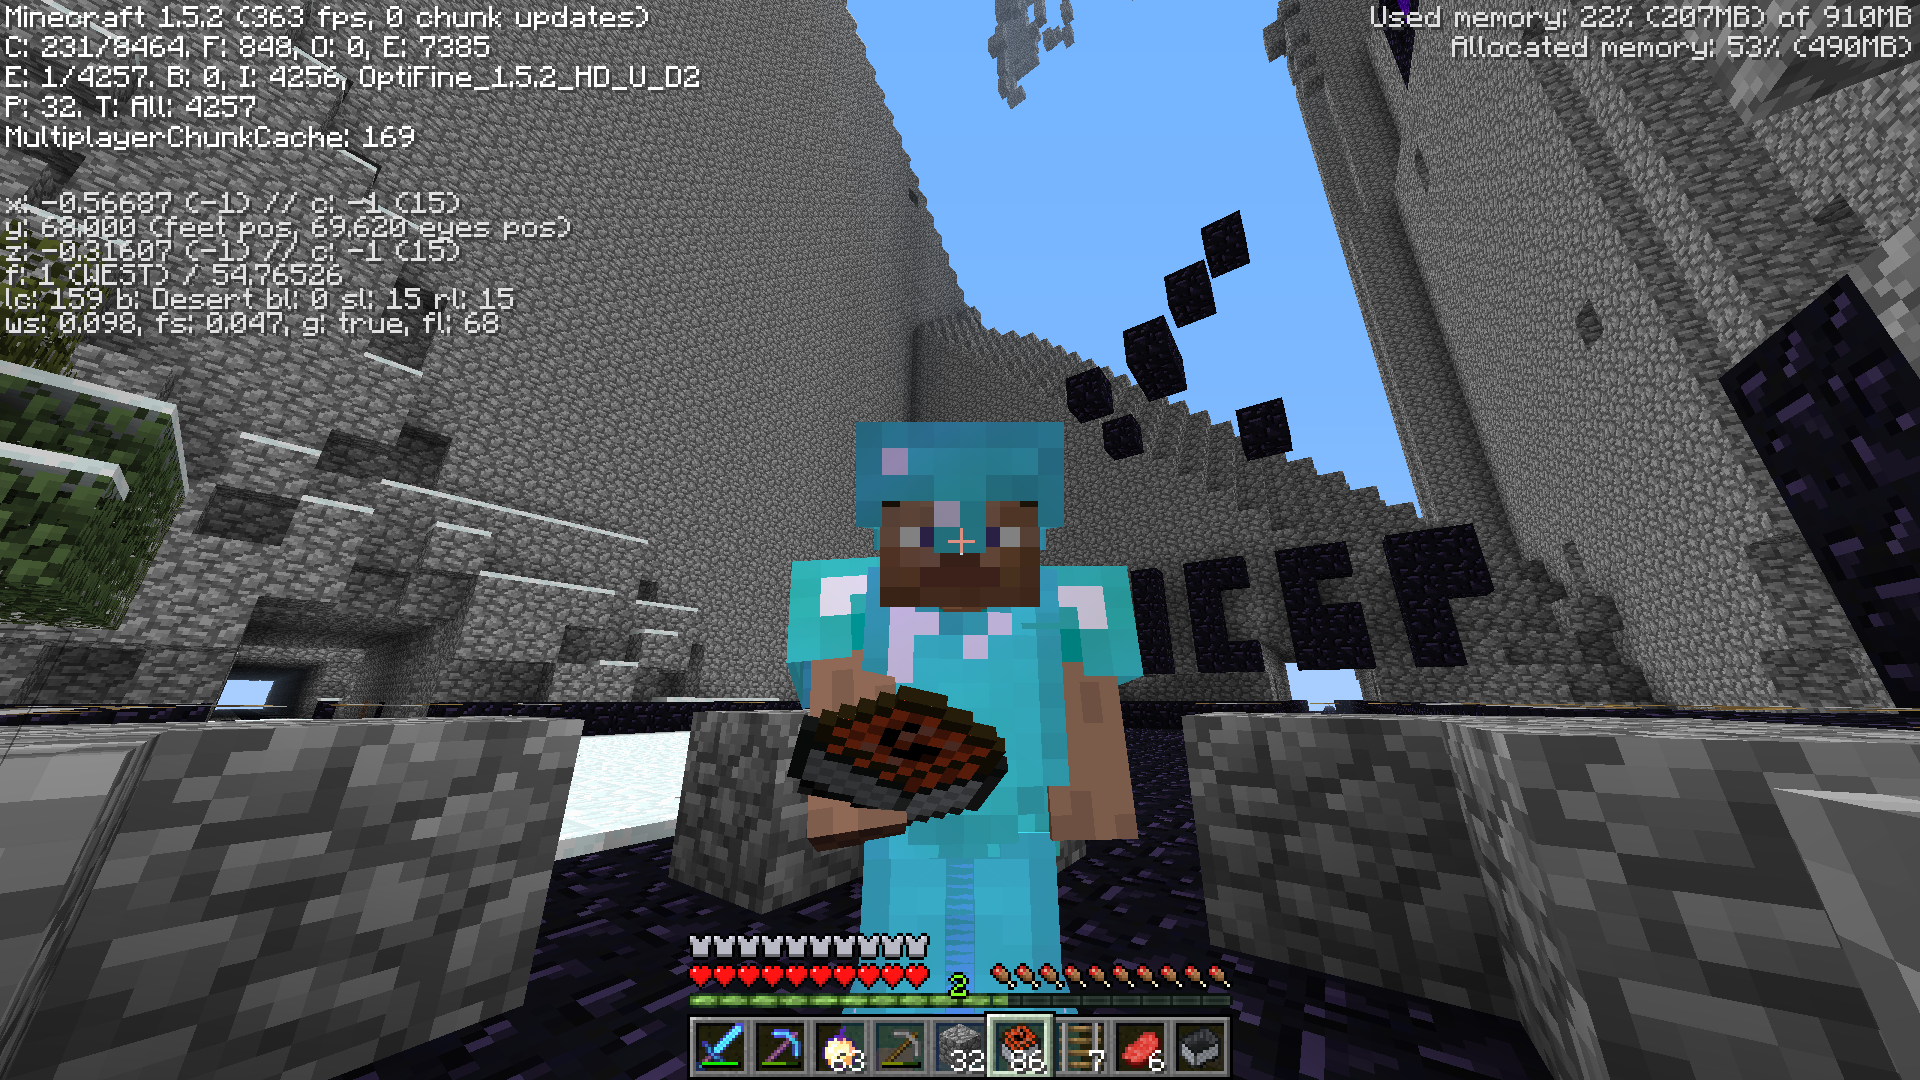 Minecraft 1.5.2 (363 fps, 0 chunk updates)
C: 231/8464, F: 848, O: 0, E: 7385
E: 1/4257, B: 0, I: 4256, OptiFine_1.5.2_HD_U_D2
P: 32, T: All: 4257
MultiplayerChunkCache: 169
x: -0.56687 (-1) // c: -1 (15)
y: 68.000 (feet pos, 69.620 eyes pos)
z: -0.31607 (-1) // c: -1 (15)
f: 1 (WEST) / 54.76526
lc: 159 b: Desert bl: 0 sl: 15 rl: 15
ws: 0.098, fs: 0.047, g: true, fl: 68
Used memory: 22% (207MB) of 910MB
Allocated memory: 53% (490MB)
2
63 32 86 7 6